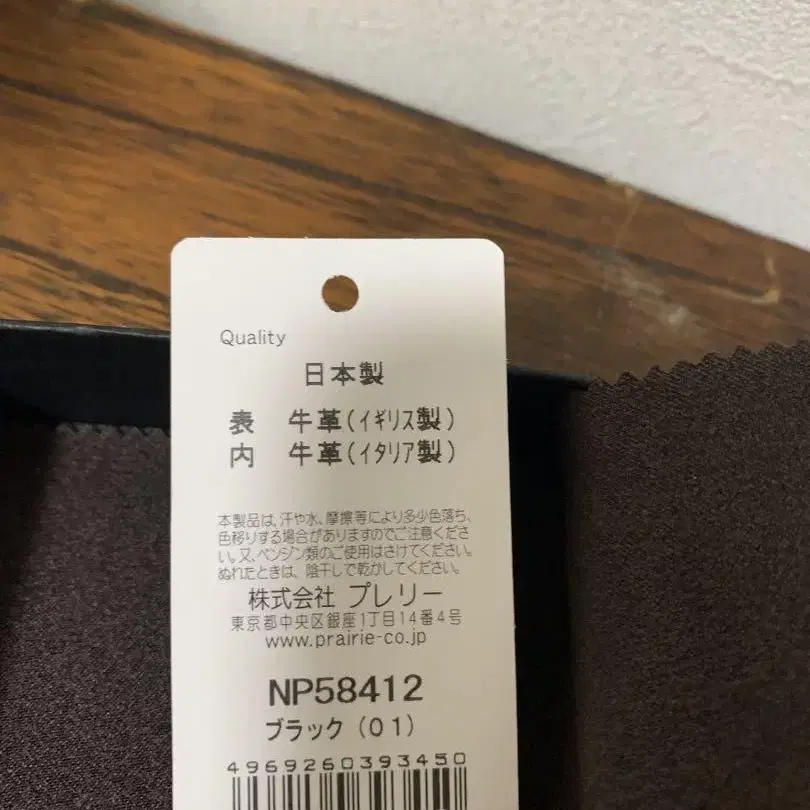 Quality
日本製
表 牛革(イギリス製)
内 牛革(イタリア製)
本製品は、汗や水、摩擦等により多少色落ち、
色移りする場合がありますのでご注意くださ
い。又、ベンジン類のご使用はさけてください。
ぬれたときは、陰干しで乾かしてください。
株式会社 プレリー
東京都中央区銀座1丁目14番4号
www.prairie-co.jp
NP58412
ブラック(01)
4969260393450